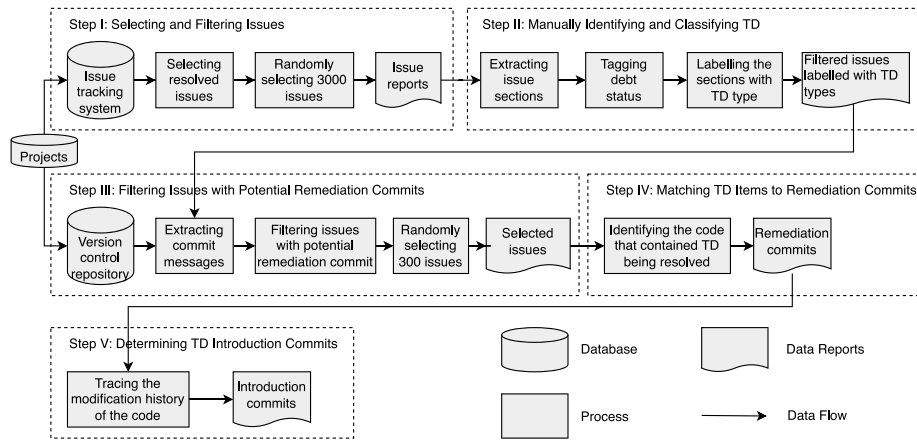 Step I: Selecting and Filtering Issues
Issue
tracking
system
Selecting
resolved
issues
Randomly
selecting 3000
issues
Issue
reports
Step II: Manually Identifying and Classifying TD
Extracting
issue
sections
Tagging
debt
status
Labelling
the sections
with TD type
Filtered issues
labelled with TD
types
Projects
Step III: Filtering Issues with Potential Remediation Commits
Version
control
repository
Extracting
commit
messages
Filtering issues
with potential
remediation commit
Randomly
selecting
300 issues
Selected
issues
Step IV: Matching TD Items to Remediation Commits
Identifying the code
that contained TD
being resolved
Remediation
commits
Step V: Determining TD Introduction Commits
Tracing the
modification history
of the code
Introduction
commits
Database
Data Reports
Process
Data Flow